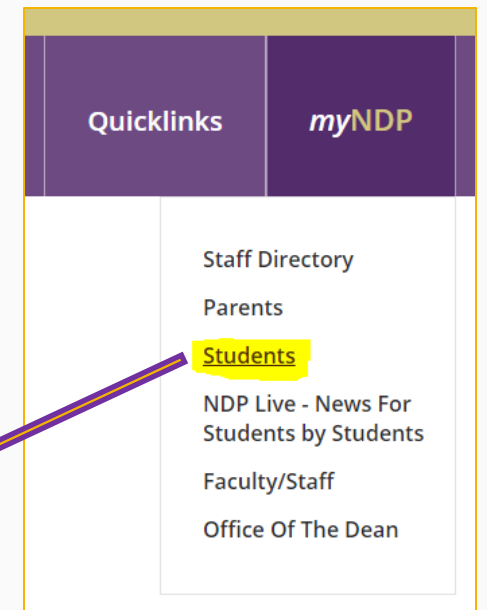 Quicklinks
myNDP
Staff Directory
Parents
Students
NDP Live - News For
Students by Students
Faculty/Staff
Office Of The Dean